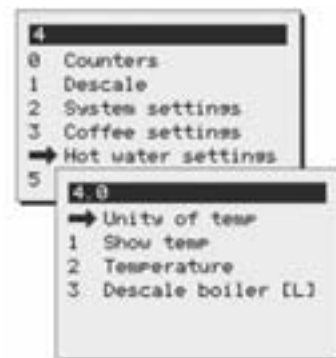 4
0 Counters
1 Descale
2 System settings
3 Coffee settings
Hot water settings
5
4.0
Unity of temp
1 Show temp
2 Temperature
3 Descale boiler [L]